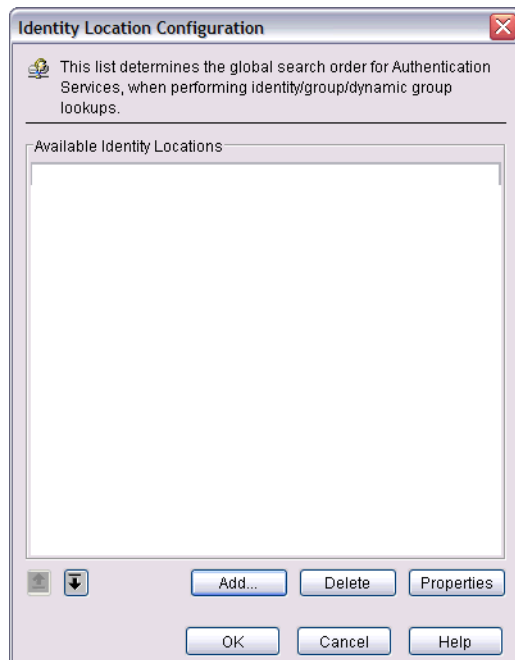 Identity Location Configuration
This list determines the global search order for Authentication
Services, when performing identity/group/dynamic group
lookups.
Available Identity Locations
Add...
Delete
Properties
OK
Cancel
Help